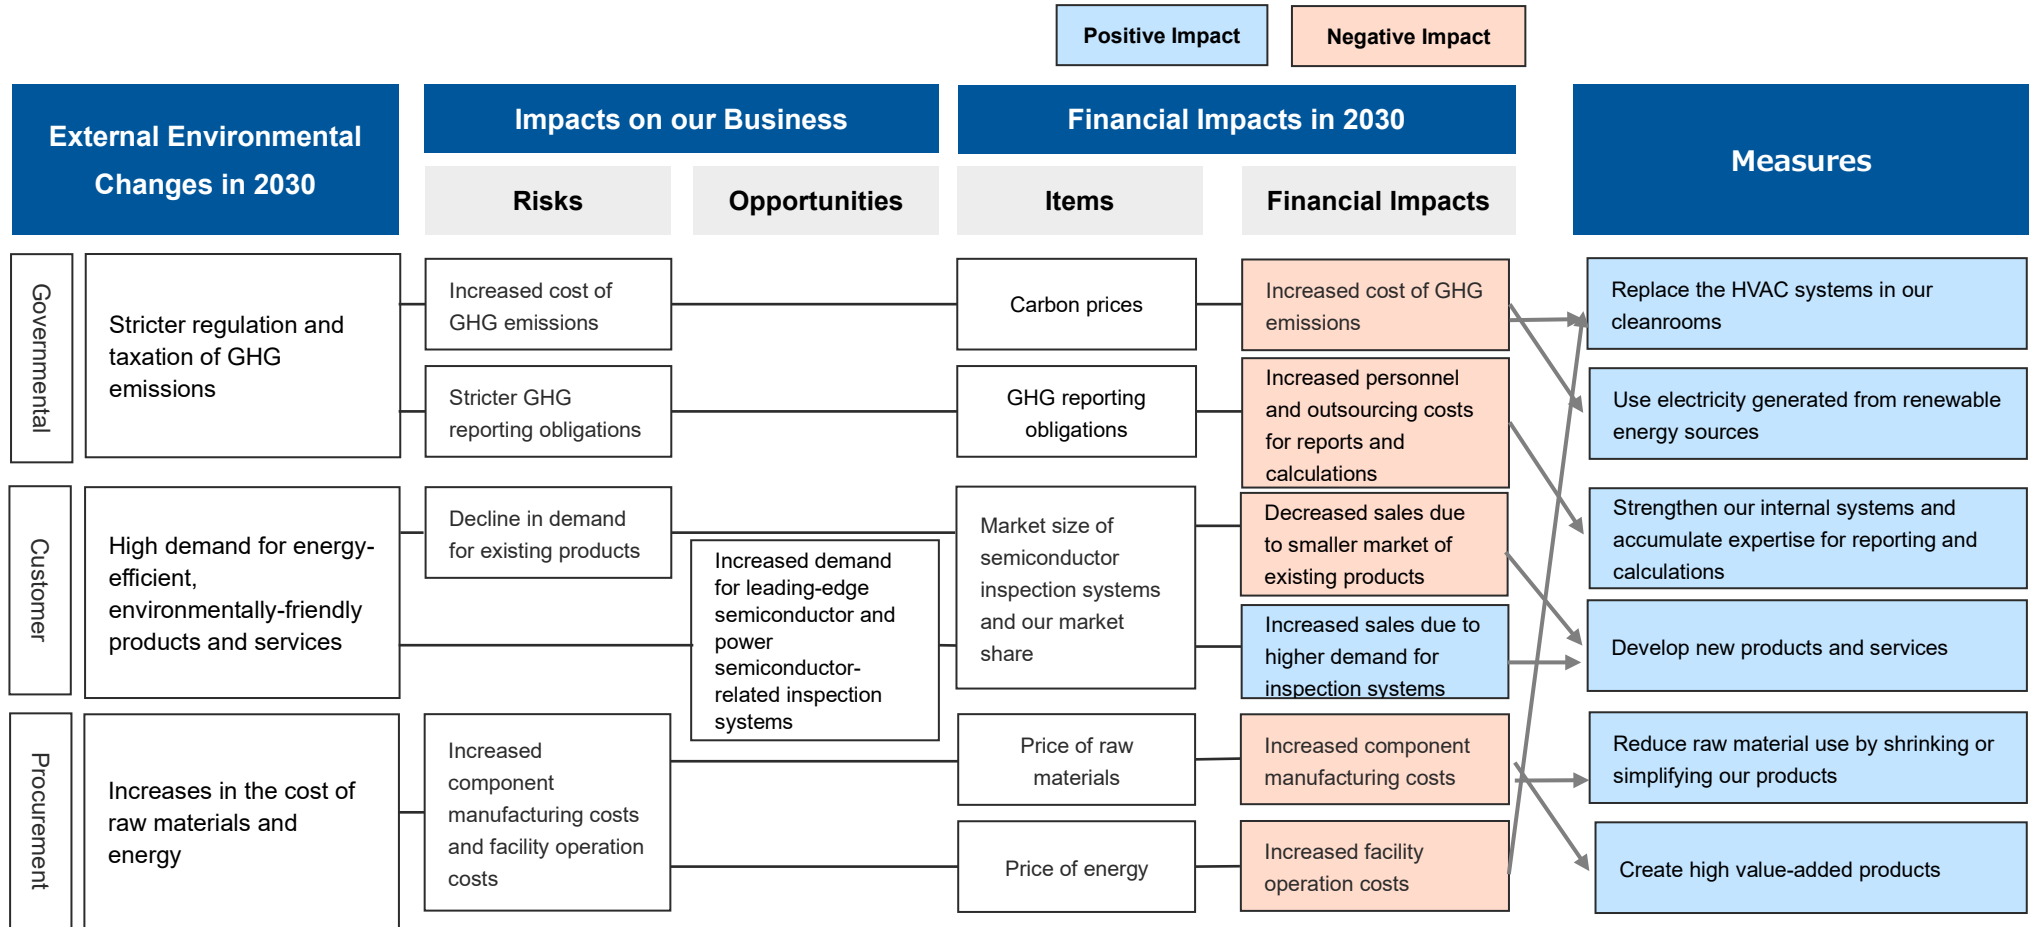 Positive Impact
Negative Impact
External Environmental
Changes in 2030
Impacts on our Business
Financial Impacts in 2030
Measures
Risks
Opportunities
Items
Financial Impacts
Governmental
Stricter regulation and
taxation of GHG
emissions
Increased cost of
GHG emissions
Carbon prices
Increased cost of GHG
emissions
Replace the HVAC systems in our
cleanrooms
Stricter GHG
reporting obligations
GHG reporting
obligations
Increased personnel
and outsourcing costs
for reports and
calculations
Use electricity generated from renewable
energy sources
Customer
High demand for energy-
efficient,
environmentally-friendly
products and services
Decline in demand
for existing products
Increased demand
for leading-edge
semiconductor and
power
semiconductor-
related inspection
systems
Market size of
semiconductor
inspection systems
and our market
share
Decreased sales due
to smaller market of
existing products
Increased sales due to
higher demand for
inspection systems
Strengthen our internal systems and
accumulate expertise for reporting and
calculations
Develop new products and services
Procurement
Increases in the cost of
raw materials and
energy
Increased
component
manufacturing costs
and facility operation
costs
Price of raw
materials
Increased component
manufacturing costs
Reduce raw material use by shrinking or
simplifying our products
Price of energy
Increased facility
operation costs
Create high value-added products